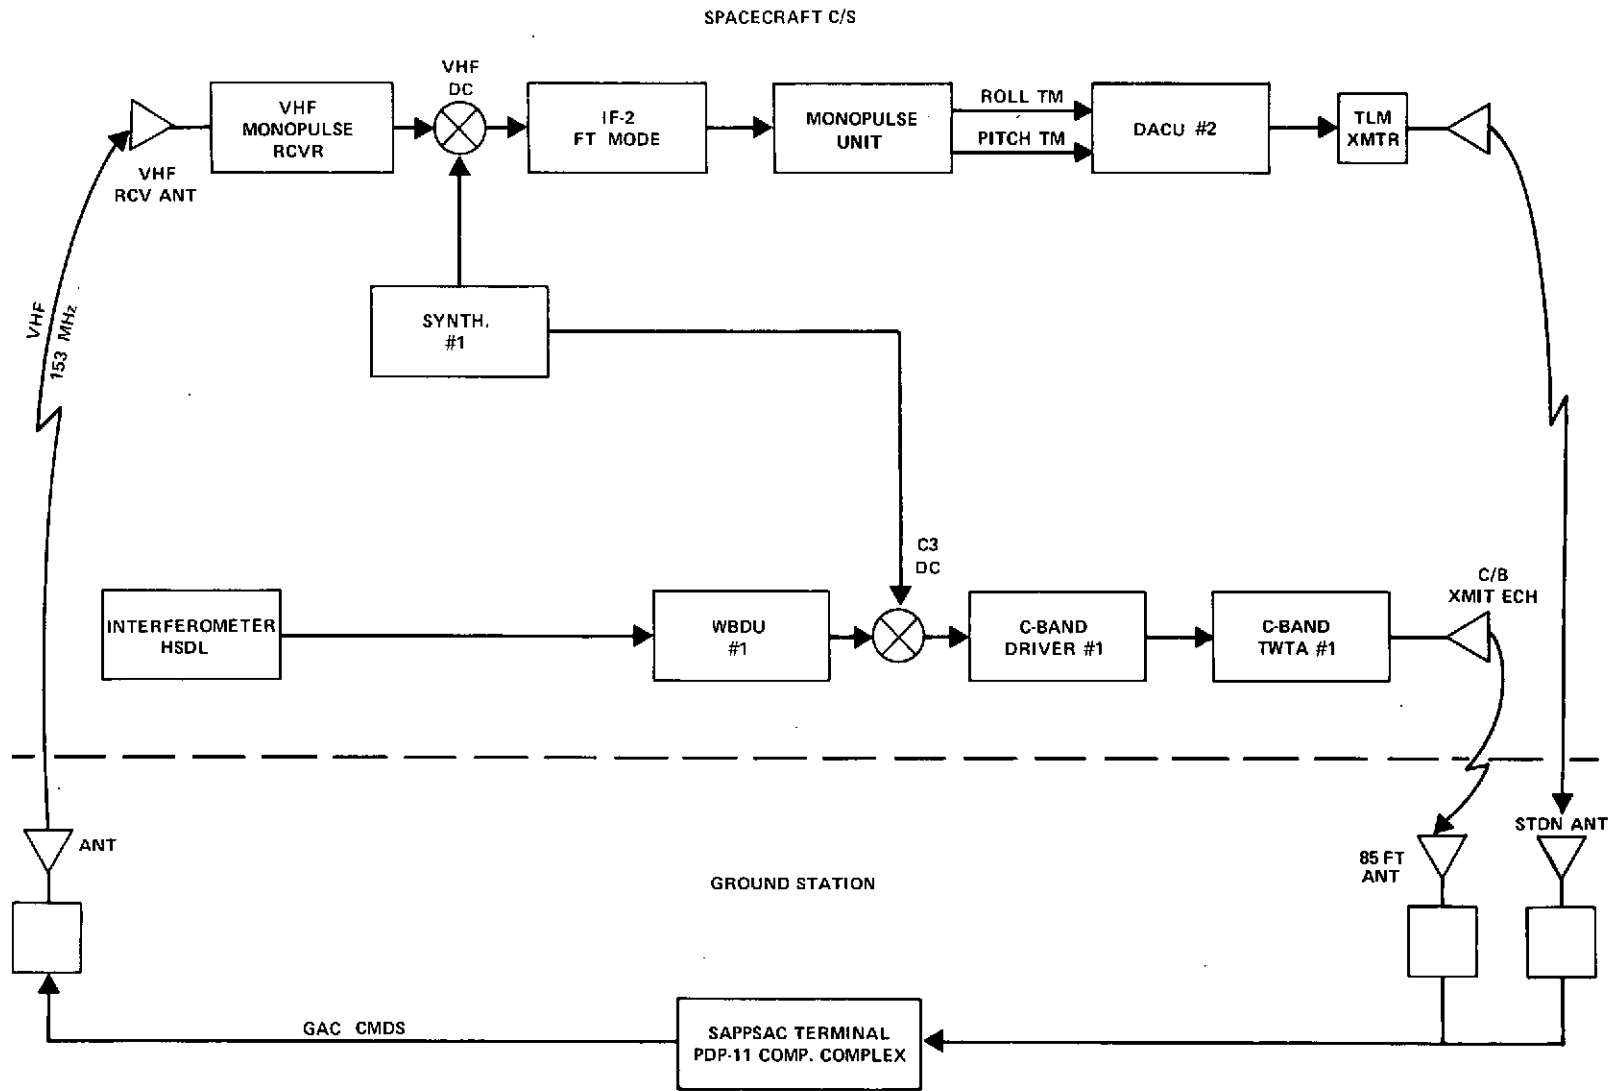 SPACECRAFT C/S
VHF
DC
VHF
MONOPULSE
RCVR
IF-2
FT MODE
MONOPULSE
UNIT
ROLL TM
PITCH TM
DACU #2
TLM
XMTR
VHF
RCV ANT
VHF
153 MHz
SYNTH.
#1
C3
DC
C/B
XMIT ECH
INTERFEROMETER
HSDL
WBDU
#1
C-BAND
DRIVER #1
C-BAND
TWTA #1
ANT
STDN ANT
85 FT
ANT
GROUND STATION
GAC CMDS
SAPPSAC TERMINAL
PDP-11 COMP. COMPLEX